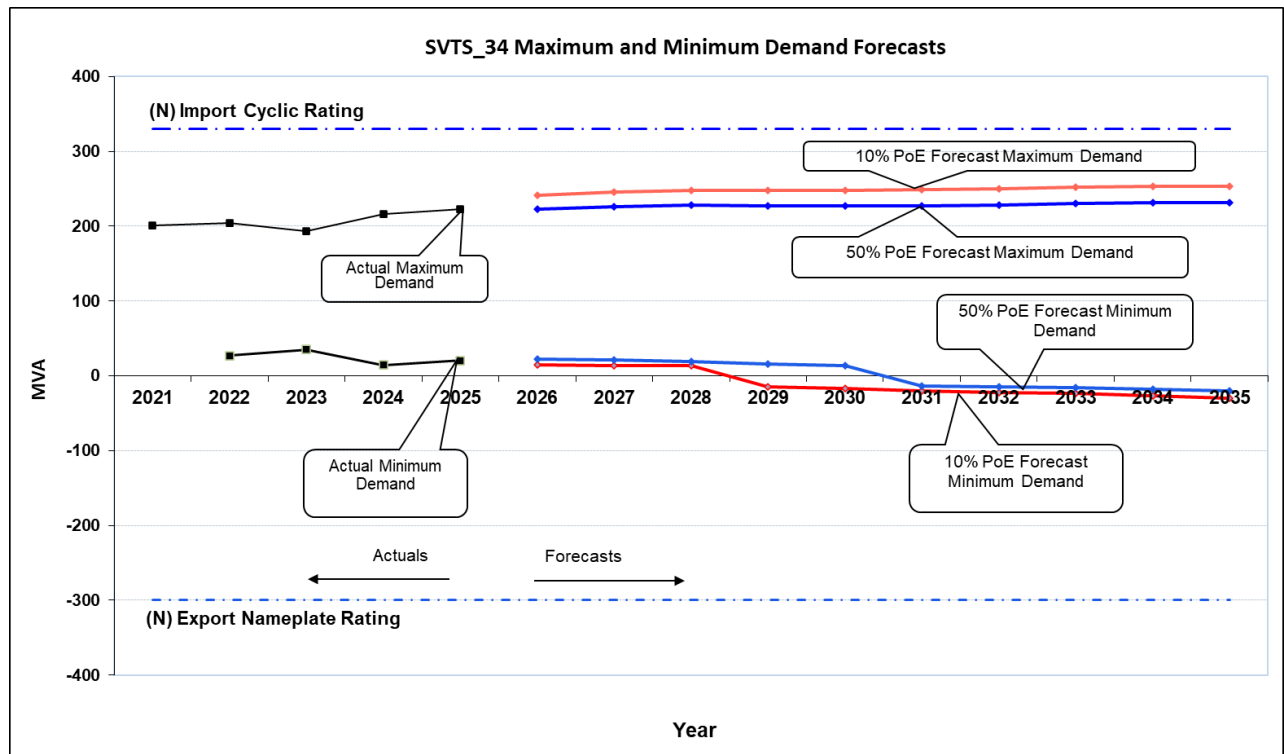 SVTS_34 Maximum and Minimum Demand Forecasts
400
(N) Import Cyclic Rating
300
10% PoE Forecast Maximum Demand
200
50% PoE Forecast Maximum Demand
Actual Maximum
Demand
100
50% PoE Forecast Minimum
Demand
0
2021 2022 2023 2024 2025 2026 2027 2028 2029 2030 2031 2032 2033 2034 2035
MVA
-100
Actual Minimum
Demand
10% PoE Forecast
Minimum Demand
-200
Actuals
Forecasts
-300
(N) Export Nameplate Rating
-400
Year